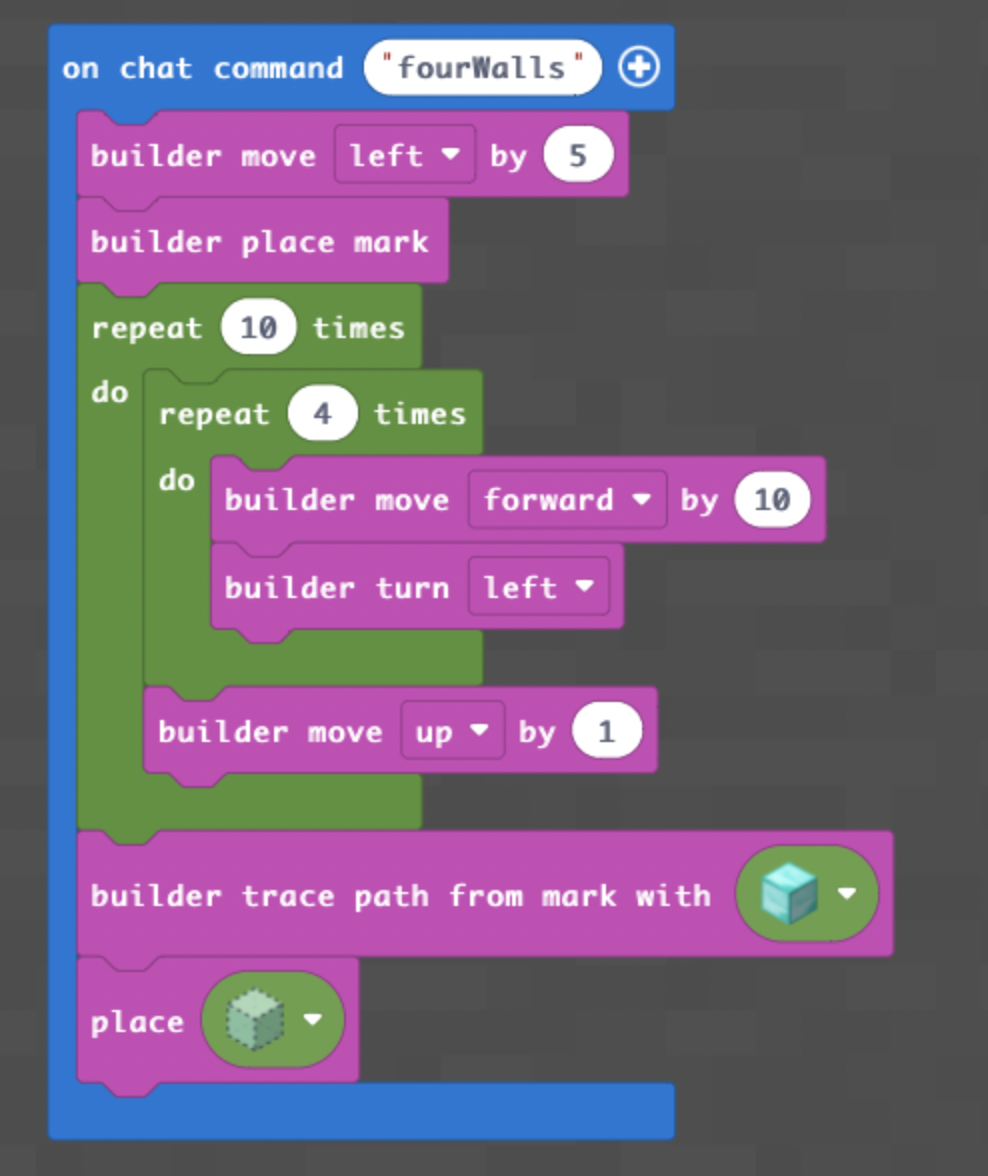 on chat command "fourWalls"
builder move left by 5
builder place mark
repeat 10 times
do
repeat 4 times
do
builder move forward by 10
builder turn left
builder move up by 1
builder trace path from mark with
place